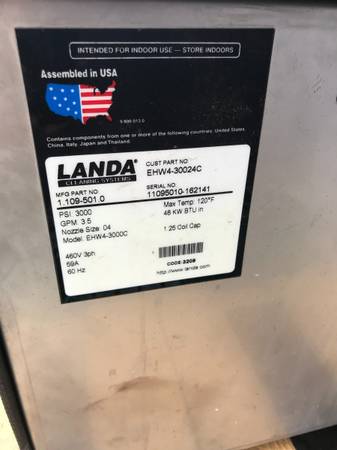 INTENDED FOR INDOOR USE — STORE INDOORS
Assembled in USA
Contains components from one or more of the following countries: United States,
China, Italy, Japan and Thailand.
LANDA
CLEANING SYSTEMS
CUST PART NO
EHW4-30024C
MFG PART NO
1.109-501.0
SERIAL NO:
11095010-162141
PSI: 3000
GPM: 3.5
Nozzle Size: 04
Model: EHW4-3000C
Max Temp: 120°F
48 KW BTU in
1.25 Coil Cap
460V 3ph
69A
60 Hz
CODE 3209
http://www.landa.com